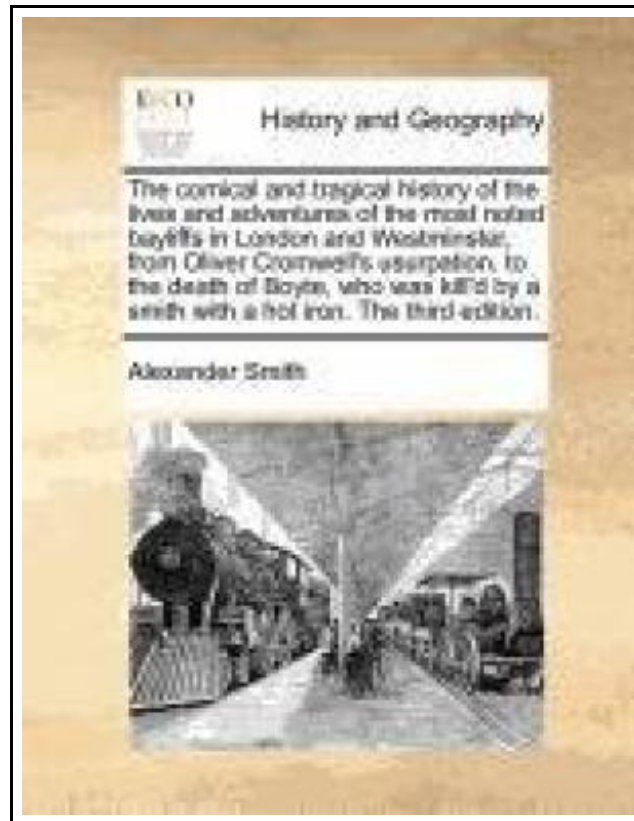 ECCO
History and Geography
The comical and tragical history of the
lives and adventures of the most noted
bayliffs in London and Westminster,
from Oliver Cromwell's usurpation, to
the death of Boyte, who was kill'd by a
smith with a hot iron. The third edition.
Alexander Smith